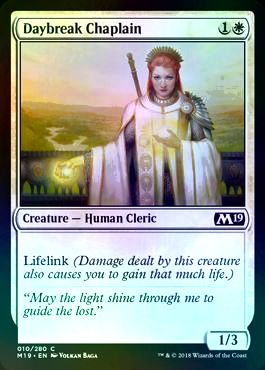 Daybreak Chaplain 1
Creature — Human Cleric M19
Lifelink (Damage dealt by this creature
also causes you to gain that much life.)
“May the light shine through me to
guide the lost.”
1/3
010/280 C
M19 • EN VOLKAN BAGA ™ & © 2018 Wizards of the Coast